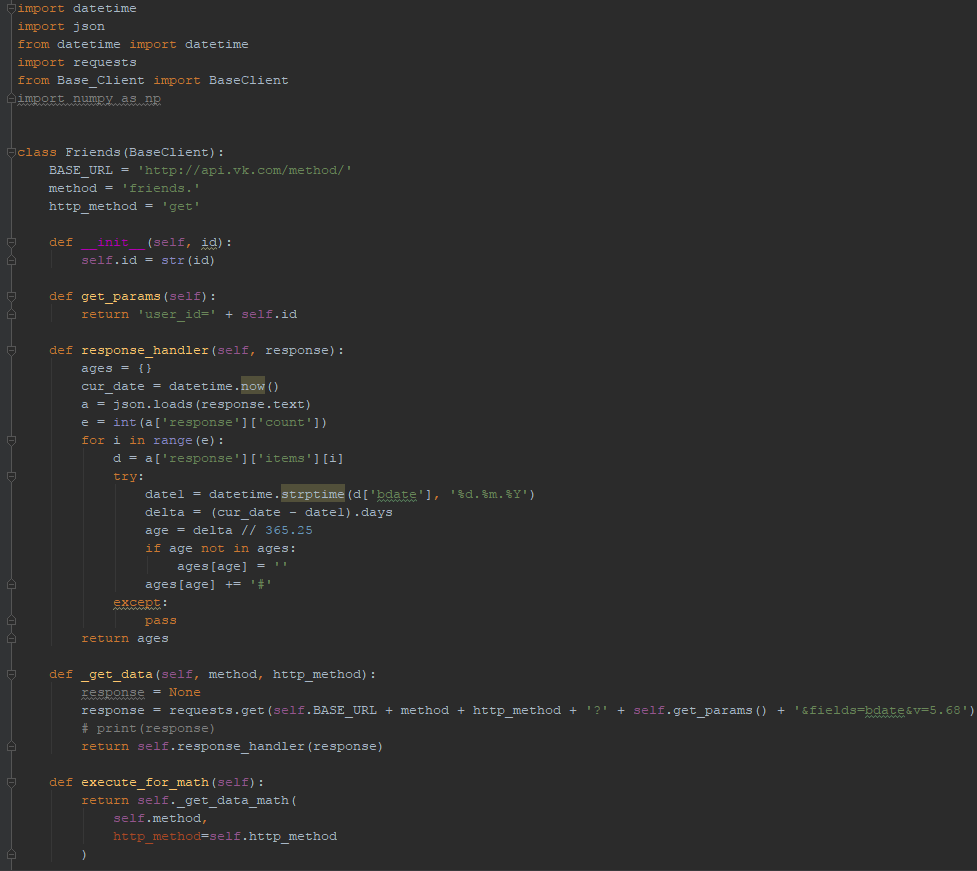 import datetime
import json
from datetime import datetime
import requests
from Base_Client import BaseClient
import numpy as np
class Friends(BaseClient):
    BASE_URL = 'http://api.vk.com/method/'
    method = 'friends.'
    http_method = 'get'
    def __init__(self, id):
        self.id = str(id)
    def get_params(self):
        return 'user_id=' + self.id
    def response_handler(self, response):
        ages = {}
        cur_date = datetime.now()
        a = json.loads(response.text)
        e = int(a['response']['count'])
        for i in range(e):
            d = a['response']['items'][i]
            try:
                date1 = datetime.strptime(d['bdate'], '%d.%m.%Y')
                delta = (cur_date - date1).days
                age = delta // 365.25
                if age not in ages:
                    ages[age] = ''
                ages[age] += '#'
            except:
                pass
        return ages
    def _get_data(self, method, http_method):
        response = None
        response = requests.get(self.BASE_URL + method + http_method + '?' + self.get_params() + '&fields=bdate&v=5.68')
        # print(response)
        return self.response_handler(response)
    def execute_for_math(self):
        return self._get_data_math(
            self.method,
            http_method=self.http_method
        )